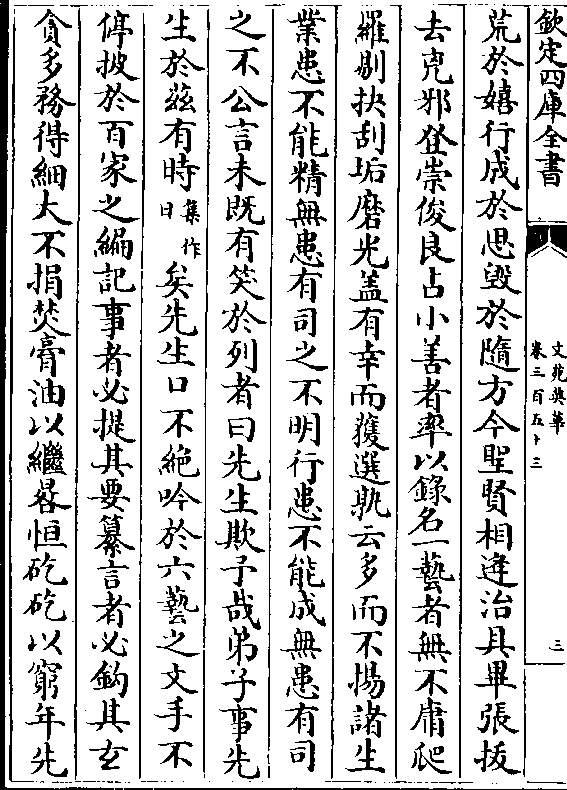 欽定四庫全書
文苑英華
卷三百五十三
三
荒於嬉行成於思毀於隨方今聖賢相逢治具畢張拔
去兇邪登崇俊良占小善者率以錄名一藝者無不庸爬
羅剔抉刮垢磨光蓋有幸而獲選孰云多而不揚諸生
業患不能精無患有司之不明行患不能成無患有司
之不公言未既有笑於列者曰先生欺予哉弟子事先
生於茲有時集作日矣先生口不絕吟於六藝之文手不
停披於百家之編記事者必提其要纂言者必鈎其玄
貪多務得細大不捐焚膏油以繼晷恒矻矻以窮年先